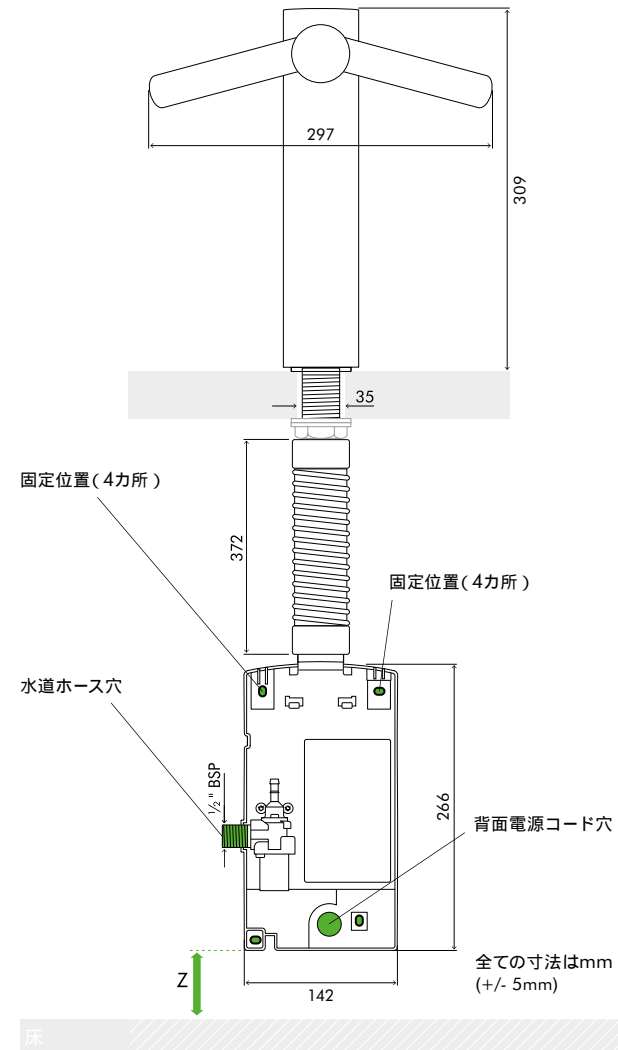 297
309
35
固定位置(4カ所)
372
固定位置(4カ所)
水道ホース穴
½" BSP
266
背面電源コード穴
全ての寸法はmm
(+/- 5mm)
Z
142
床